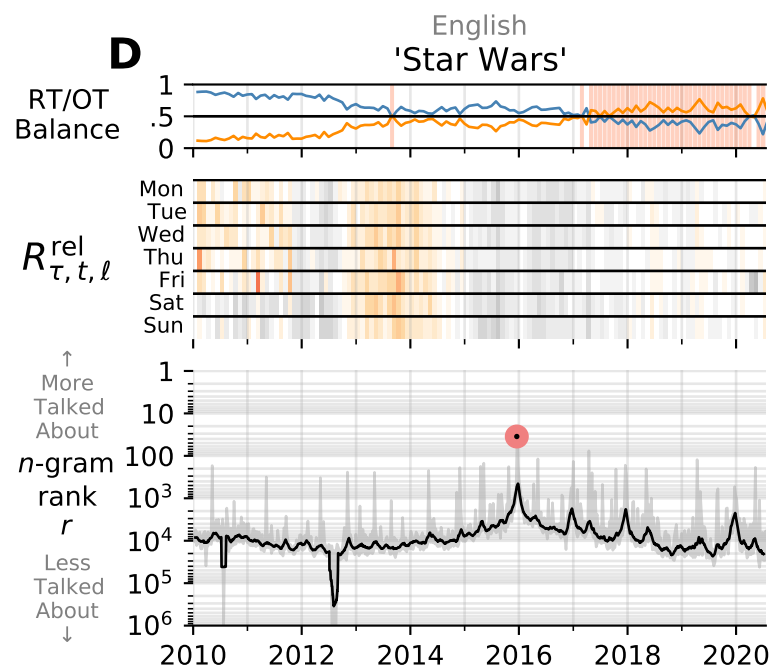 English
D
'Star Wars'
RT/OT
Balance
1
.5
0
R rel τ, t, ℓ
Mon
Tue
Wed
Thu
Fri
Sat
Sun
↑
More
Talked
About
n-gram
rank
r
Less
Talked
About
↓
1
10
100
10³
10⁴
10⁵
10⁶
2010 2012 2014 2016 2018 2020